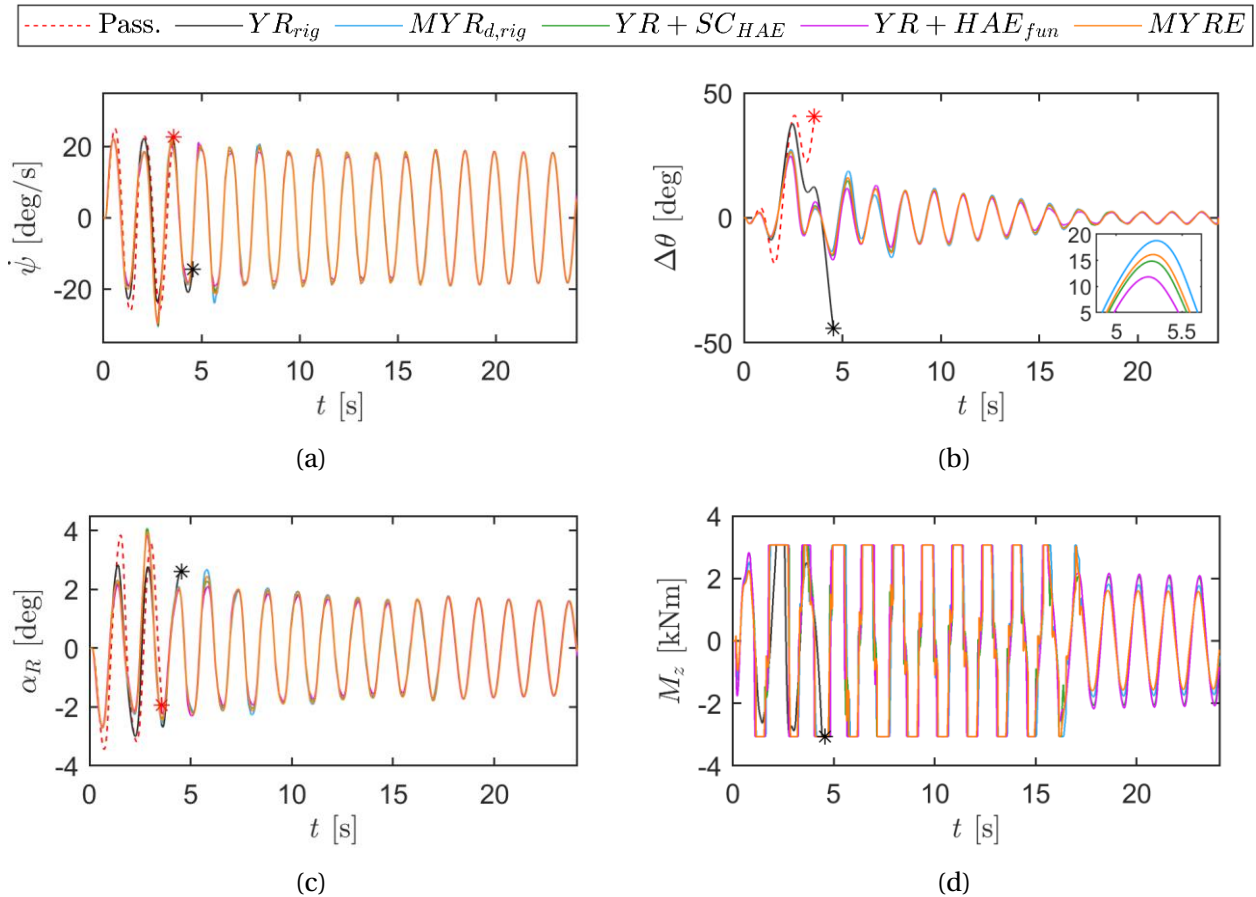 Pass. YR_rig MYR_d,rig YR + SC_HAE YR + HAE_fun MYRE
20
0
-20
ψ̇ [deg/s]
0 5 10 15 20
t [s]
(a)
50
0
-50
Δθ [deg]
20
15
10
5
5 5.5
0 5 10 15 20
t [s]
(b)
4
2
0
-2
-4
α_R [deg]
0 5 10 15 20
t [s]
(c)
4
2
0
-2
-4
M_z [kNm]
0 5 10 15 20
t [s]
(d)